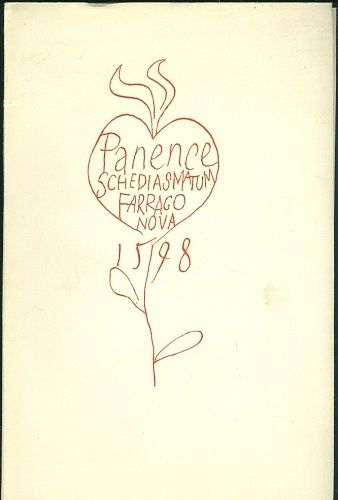 Panence
SCHEDIASMATUM
FARRAGO
NOVA
1598